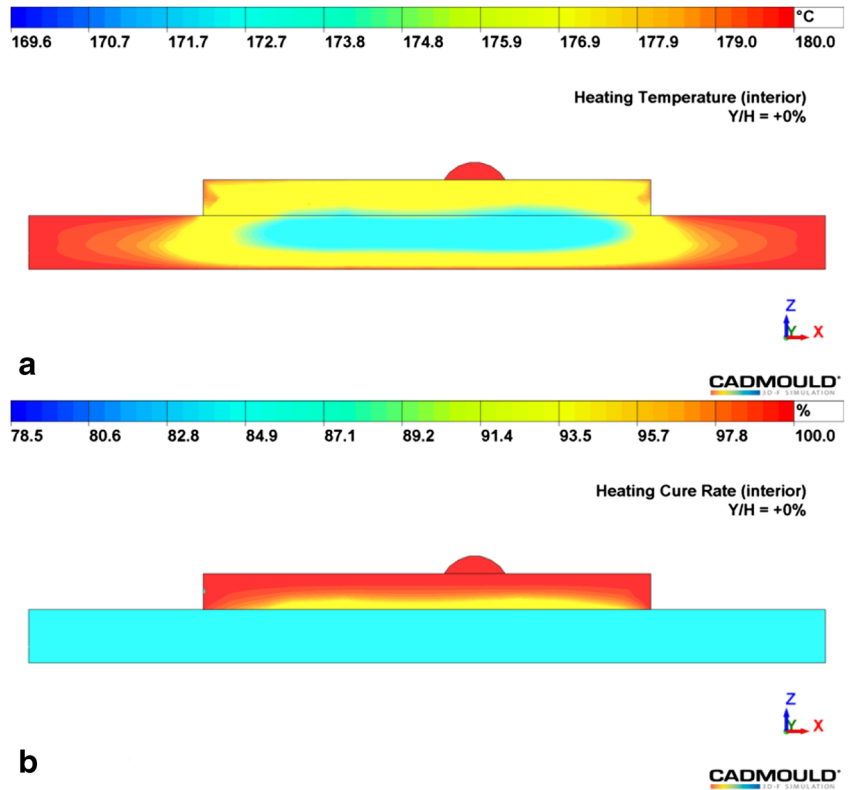 °C
169.6 170.7 171.7 172.7 173.8 174.8 175.9 176.9 177.9 179.0 180.0
Heating Temperature (interior)
Y/H = +0%
Z
Y X
a
CADMOULD®
3D-F SIMULATION
%
78.5 80.6 82.8 84.9 87.1 89.2 91.4 93.5 95.7 97.8 100.0
Heating Cure Rate (interior)
Y/H = +0%
Z
Y X
b
CADMOULD®
3D-F SIMULATION